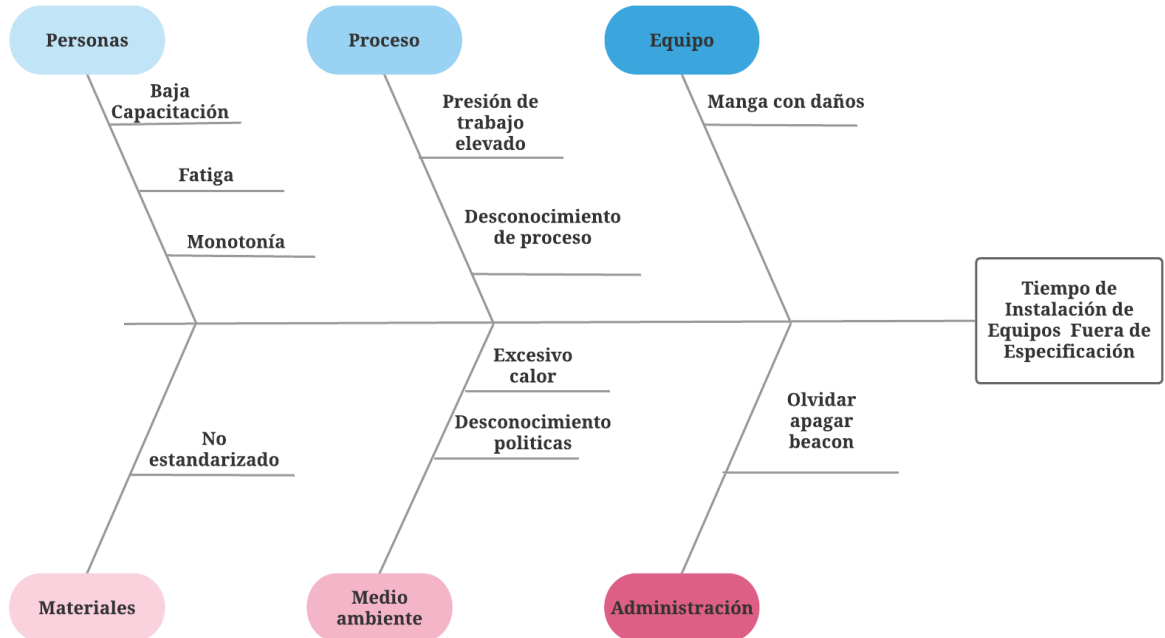 Personas
Proceso
Equipo
Baja
Capacitación
Fatiga
Monotonía
Presión de
trabajo
elevado
Desconocimiento
de proceso
Manga con daños
Tiempo de
Instalación de
Equipos Fuera de
Especificación
No
estandarizado
Excesivo
calor
Desconocimiento
politicas
Olvidar
apagar
beacon
Materiales
Medio
ambiente
Administración